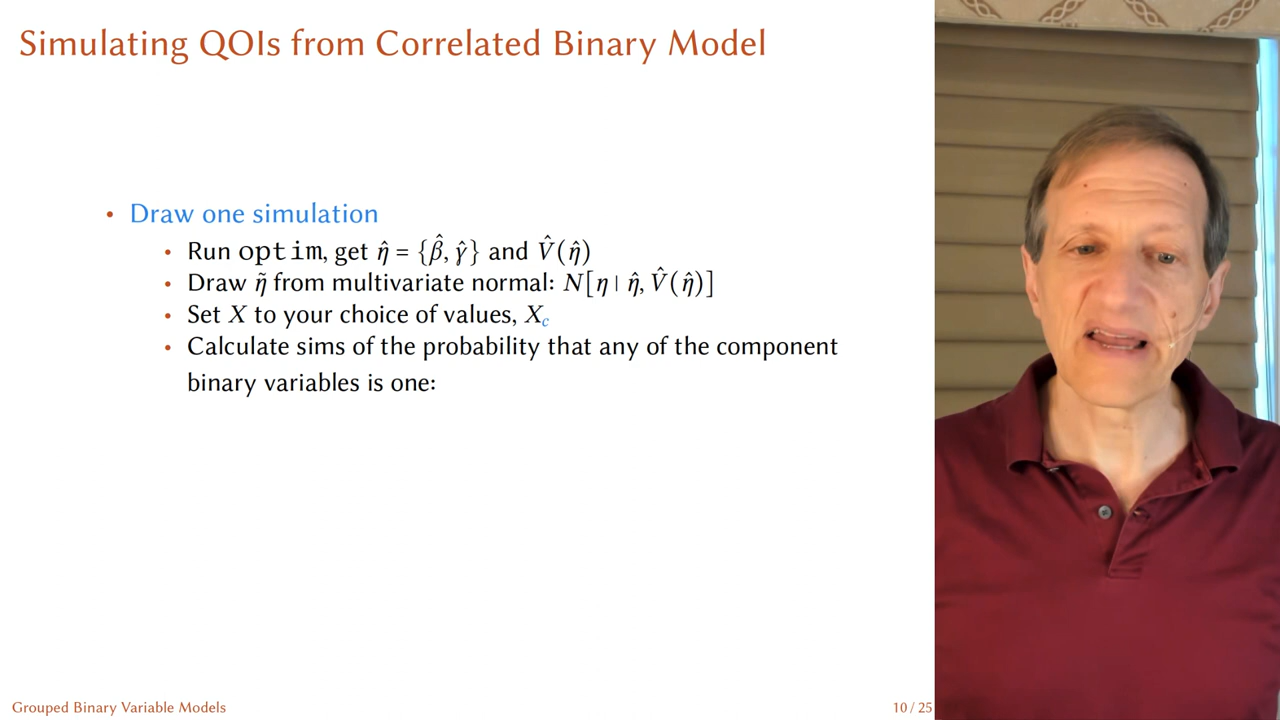 Simulating QOIs from Correlated Binary Model
• Draw one simulation
• Run optim, get η̂ = {β̂, γ̂} and V̂(η̂)
• Draw η̃ from multivariate normal: N[η | η̂, V̂(η̂)]
• Set X to your choice of values, X_c
• Calculate sims of the probability that any of the component
binary variables is one:
Grouped Binary Variable Models
10 / 25